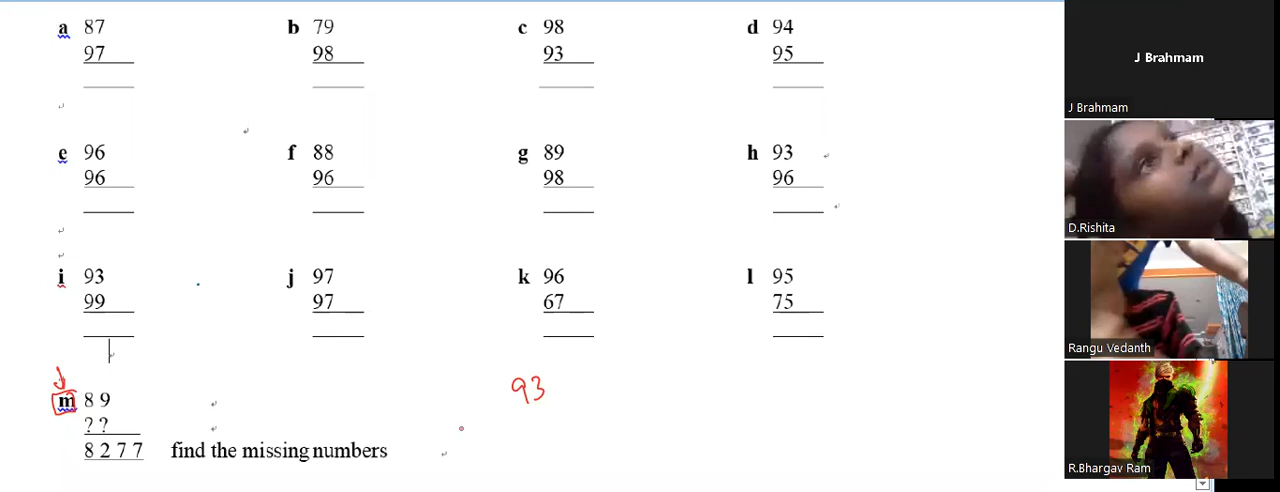 a 87 b 79 c 98 d 94
97 98 93 95
e 96 f 88 g 89 h 93
96 96 98 96
i 93 j 97 k 96 l 95
99 97 67 75
m 8 9 93
? ?
8 2 7 7 find the missing numbers
J Brahmam
J Brahmam
D.Rishita
Rangu Vedanth
R.Bhargav Ram